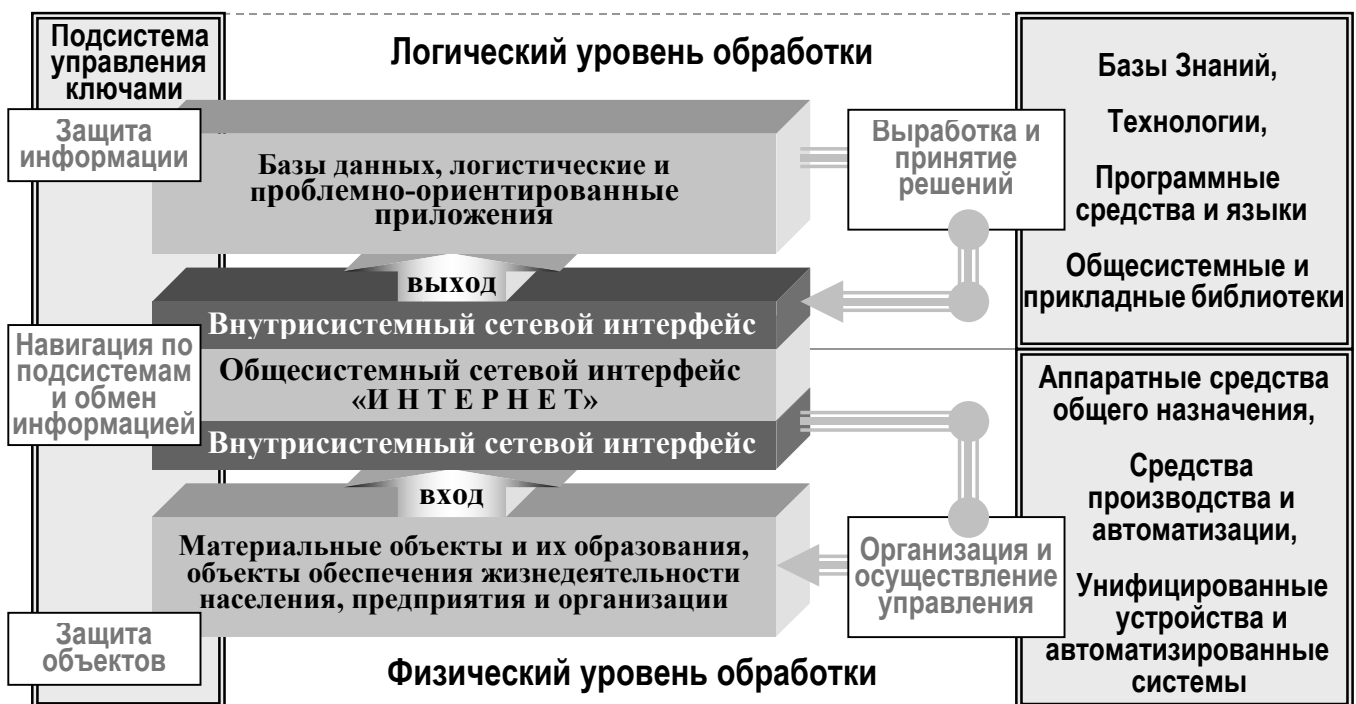 Подсистема
управления
ключами
Защита
информации
Навигация по
подсистемам
и обмен
информацией
Защита
объектов
Логический уровень обработки
Базы данных, логистические и
проблемно-ориентированные
приложения
выход
Внутрисистемный сетевой интерфейс
Общесистемный сетевой интерфейс
«И Н Т Е Р Н Е Т»
Внутрисистемный сетевой интерфейс
вход
Материальные объекты и их образования,
объекты обеспечения жизнедеятельности
населения, предприятия и организации
Физический уровень обработки
Выработка и
принятие
решений
Организация и
осуществление
управления
Базы Знаний,
Технологии,
Программные
средства и языки
Общесистемные и
прикладные библиотеки
Аппаратные средства
общего назначения,
Средства
производства и
автоматизации,
Унифицированные
устройства и
автоматизированные
системы